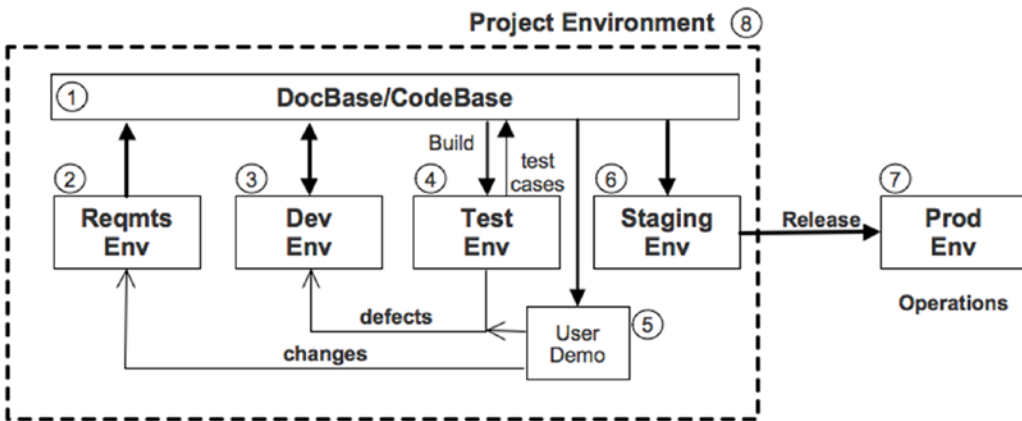 Project Environment 8
1 DocBase/CodeBase
Build
test
cases
2
3
4
6
7
Reqmts
Env
Dev
Env
Test
Env
Staging
Env
Release
Prod
Env
Operations
defects
changes
User
Demo
5